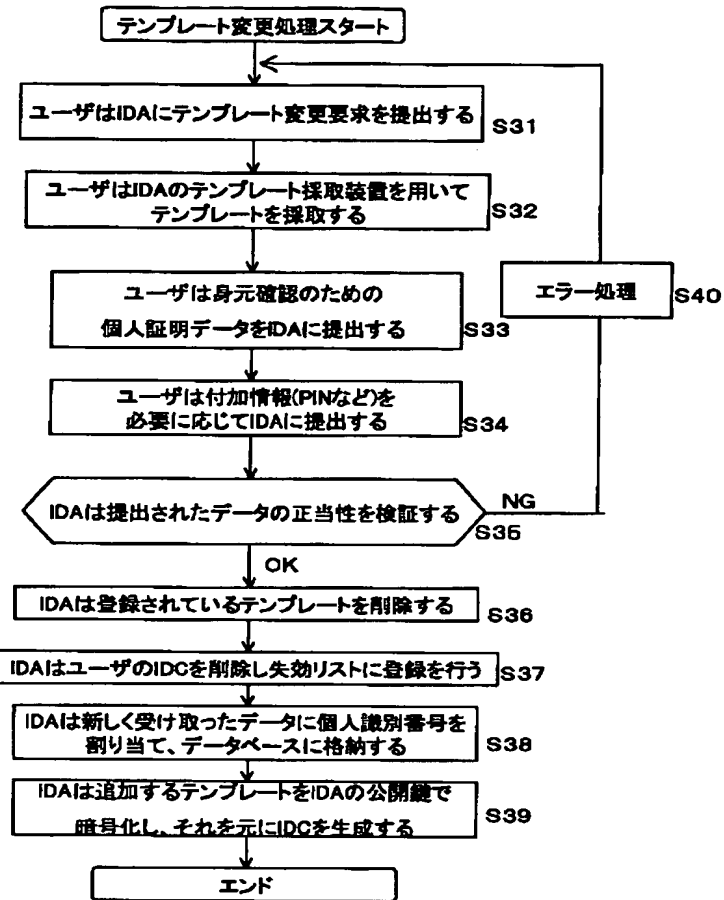 テンプレート変更処理スタート
ユーザはIDAにテンプレート変更要求を提出する
S31
ユーザはIDAのテンプレート採取装置を用いて
テンプレートを採取する
S32
ユーザは身元確認のための
個人証明データをIDAに提出する
S33
エラー処理
S40
ユーザは付加情報(PINなど)を
必要に応じてIDAに提出する
S34
IDAは提出されたデータの正当性を検証する
NG
S35
OK
IDAは登録されているテンプレートを削除する
S36
IDAはユーザのIDCを削除し失効リストに登録を行う
S37
IDAは新しく受け取ったデータに個人識別番号を
割り当て、データベースに格納する
S38
IDAは追加するテンプレートをIDAの公開鍵で
暗号化し、それを元にIDCを生成する
S39
エンド